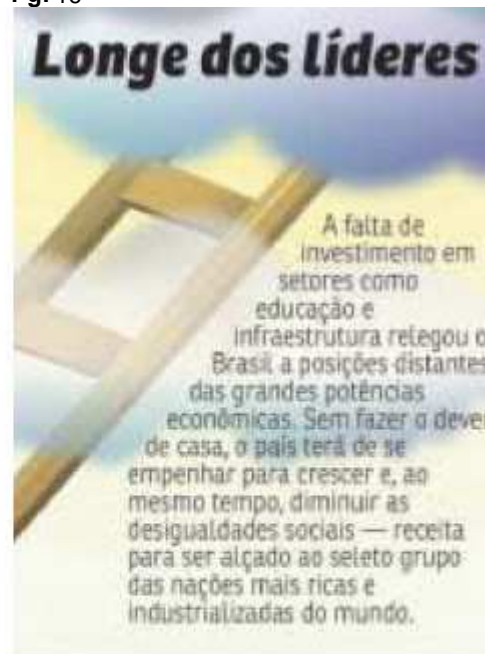 Longe dos líderes
A falta de
investimento em
setores como
educação e
infraestrutura relegou o
Brasil a posições distantes
das grandes potências
econômicas. Sem fazer o dever
de casa, o país terá de se
empenhar para crescer e, ao
mesmo tempo, diminuir as
desigualdades sociais — receita
para ser alçado ao seleto grupo
das nações mais ricas e
industrializadas do mundo.